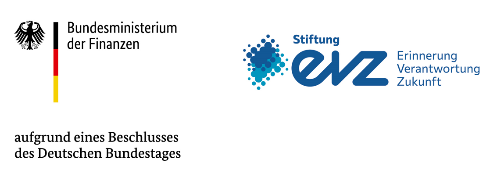 Bundesministerium
der Finanzen
aufgrund eines Beschlusses
des Deutschen Bundestages
Stiftung
evz
Erinnerung
Verantwortung
Zukunft